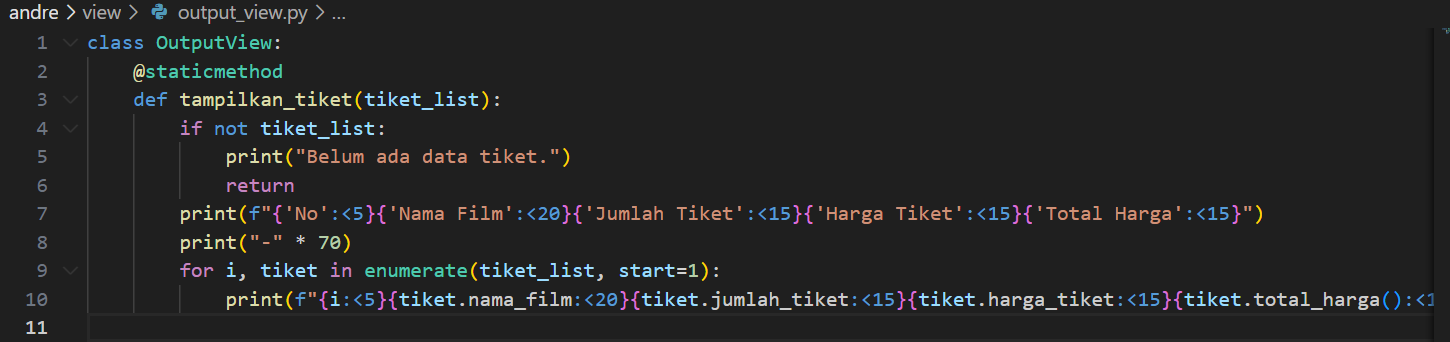 andre > view > output_view.py > ...
1 class OutputView:
2     @staticmethod
3     def tampilkan_tiket(tiket_list):
4         if not tiket_list:
5             print("Belum ada data tiket.")
6             return
7         print(f"{'No':<5}{'Nama Film':<20}{'Jumlah Tiket':<15}{'Harga Tiket':<15}{'Total Harga':<15}")
8         print("-" * 70)
9         for i, tiket in enumerate(tiket_list, start=1):
10             print(f"{i:<5}{tiket.nama_film:<20}{tiket.jumlah_tiket:<15}{tiket.harga_tiket:<15}{tiket.total_harga():<1
11